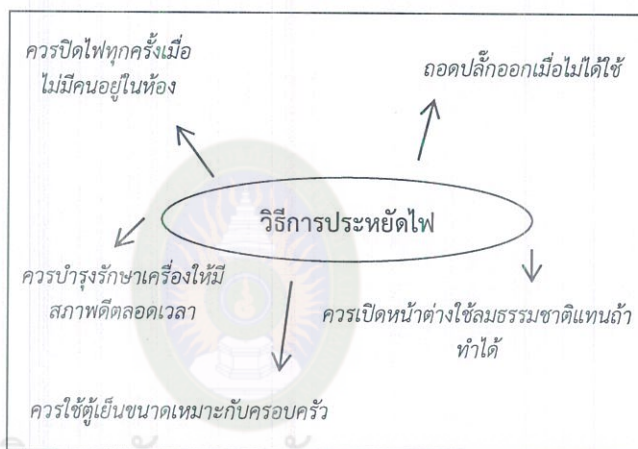 ควรปิดไฟทุกครั้งเมื่อ
ไม่มีคนอยู่ในห้อง
ถอดปลั๊กออกเมื่อไม่ได้ใช้
วิธีการประหยัดไฟ
ควรบำรุงรักษาเครื่องให้มี
สภาพดีตลอดเวลา
ควรเปิดหน้าต่างใช้ลมธรรมชาติแทนถ้า
ทำได้
ควรใช้ตู้เย็นขนาดเหมาะกับครอบครัว